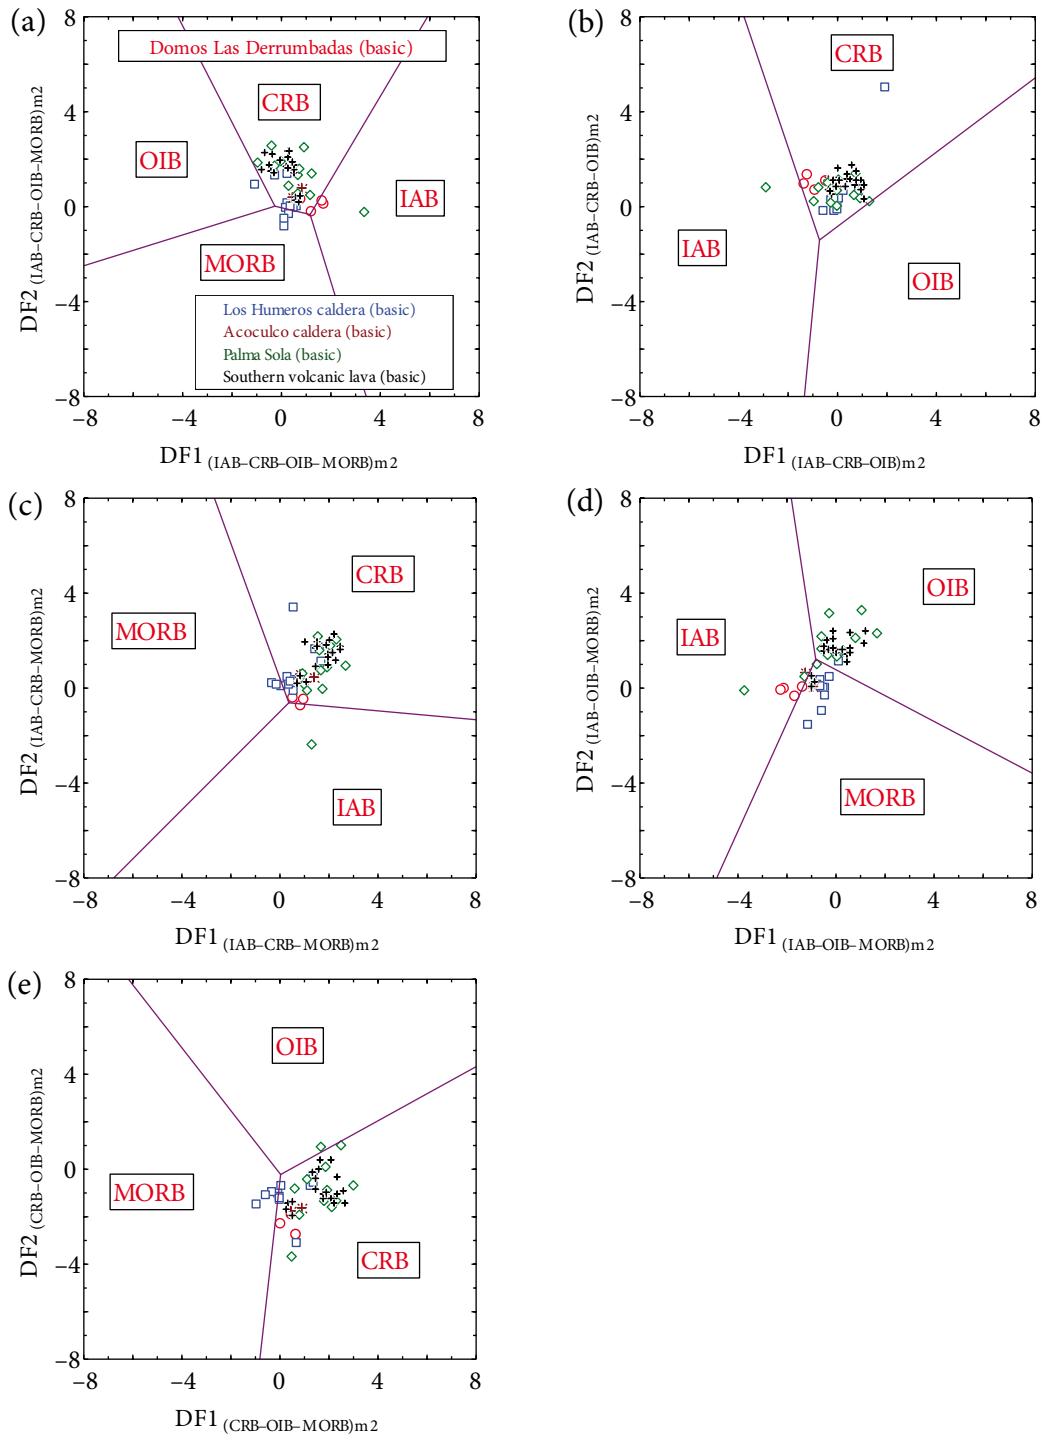 (a)
8
4
0
−4
−8
−8
−4
0
4
8
Domos Las Derrumbadas (basic)
CRB
OIB
IAB
MORB
Los Humeros caldera (basic)
Acoculco caldera (basic)
Palma Sola (basic)
Southern volcanic lava (basic)
DF2 (IAB–CRB–OIB–MORB)m2
DF1 (IAB–CRB–OIB–MORB)m2
(b)
8
4
0
−4
−8
−8
−4
0
4
8
CRB
IAB
OIB
DF2 (IAB–CRB–OIB)m2
DF1 (IAB–CRB–OIB)m2
(c)
8
4
0
−4
−8
−8
−4
0
4
8
CRB
MORB
IAB
DF2 (IAB–CRB–MORB)m2
DF1 (IAB–CRB–MORB)m2
(d)
8
4
0
−4
−8
−8
−4
0
4
8
OIB
IAB
MORB
DF2 (IAB–OIB–MORB)m2
DF1 (IAB–OIB–MORB)m2
(e)
8
4
0
−4
−8
−8
−4
0
4
8
OIB
MORB
CRB
DF2 (CRB–OIB–MORB)m2
DF1 (CRB–OIB–MORB)m2